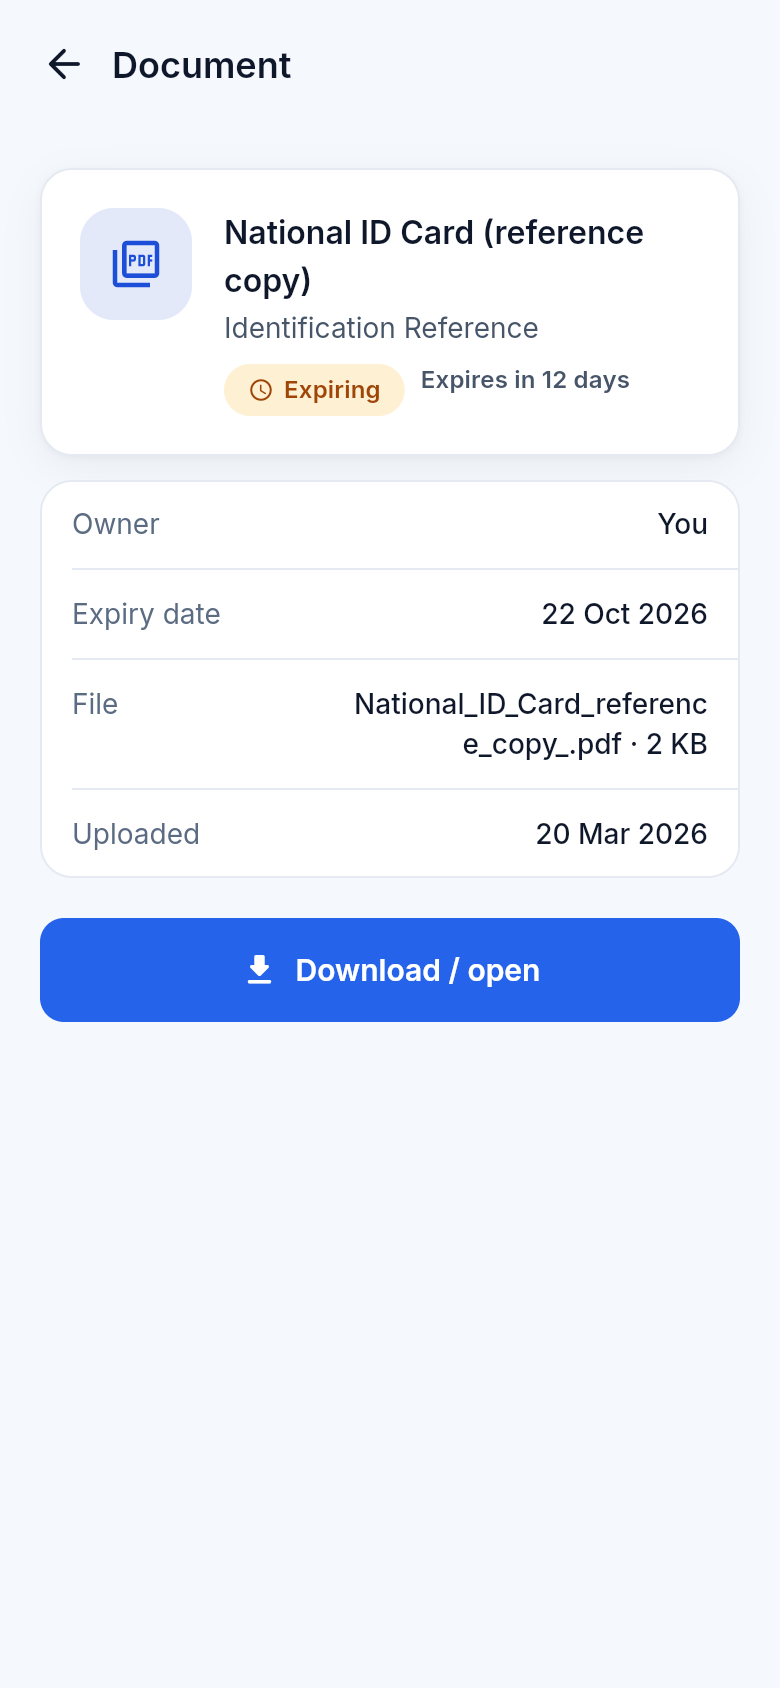 Document
PDF
National ID Card (reference
copy)
Identification Reference
Expiring
Expires in 12 days
Owner
You
Expiry date
22 Oct 2026
File
National_ID_Card_referenc
e_copy_.pdf · 2 KB
Uploaded
20 Mar 2026
Download / open